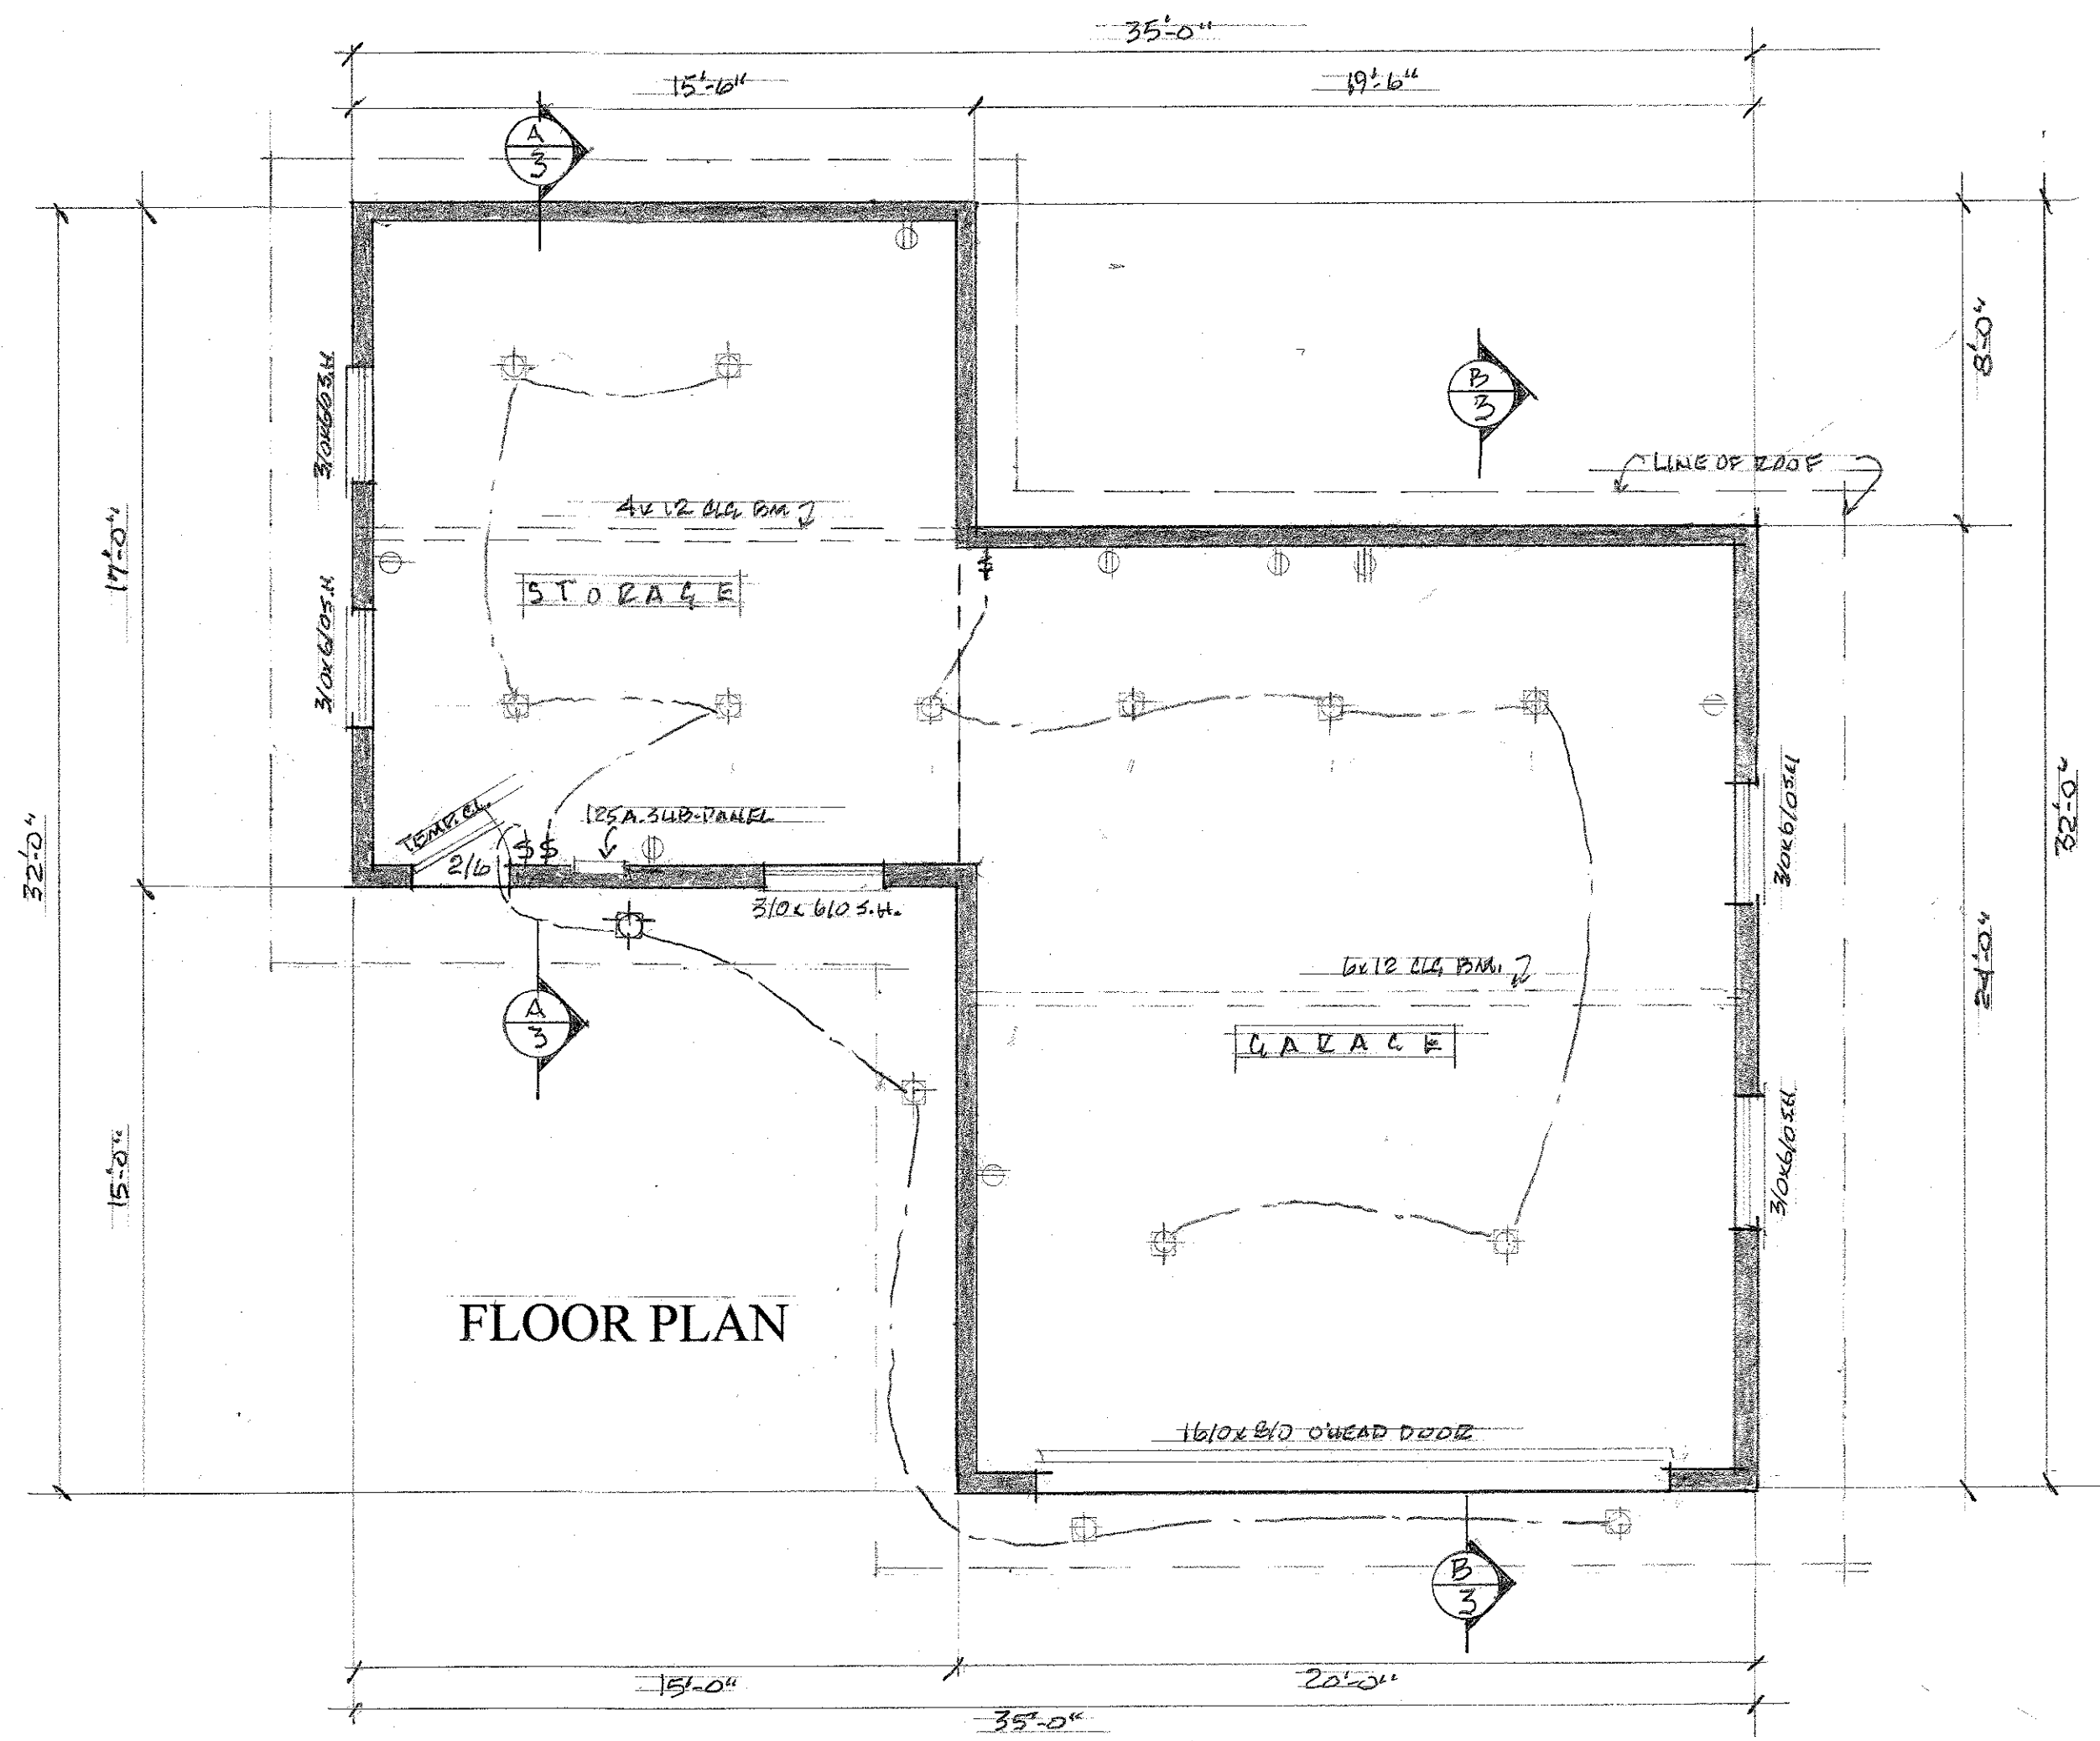 35'-0"
15'-6"
19'-6"
A
3
8'-0"
3/0x6/0 S.H
B
3
LINE OF ROOF
4x12 CLG BM
17'-0"
STORAGE
3/0x6/0 S.H.
TEMP. GL.
125A. SUB-PANEL
$
$$
2/6
3/0x6/0 S.H
32'-0"
32'-0"
3/0x6/0 S.H.
6x12 CLG BM.
24'-0"
A
3
GARAGE
15'-0"
3/0x6/0 S.H.
FLOOR PLAN
16/0x8/0 O'HEAD DOOR
B
3
15'-0"
20'-0"
35'-0"